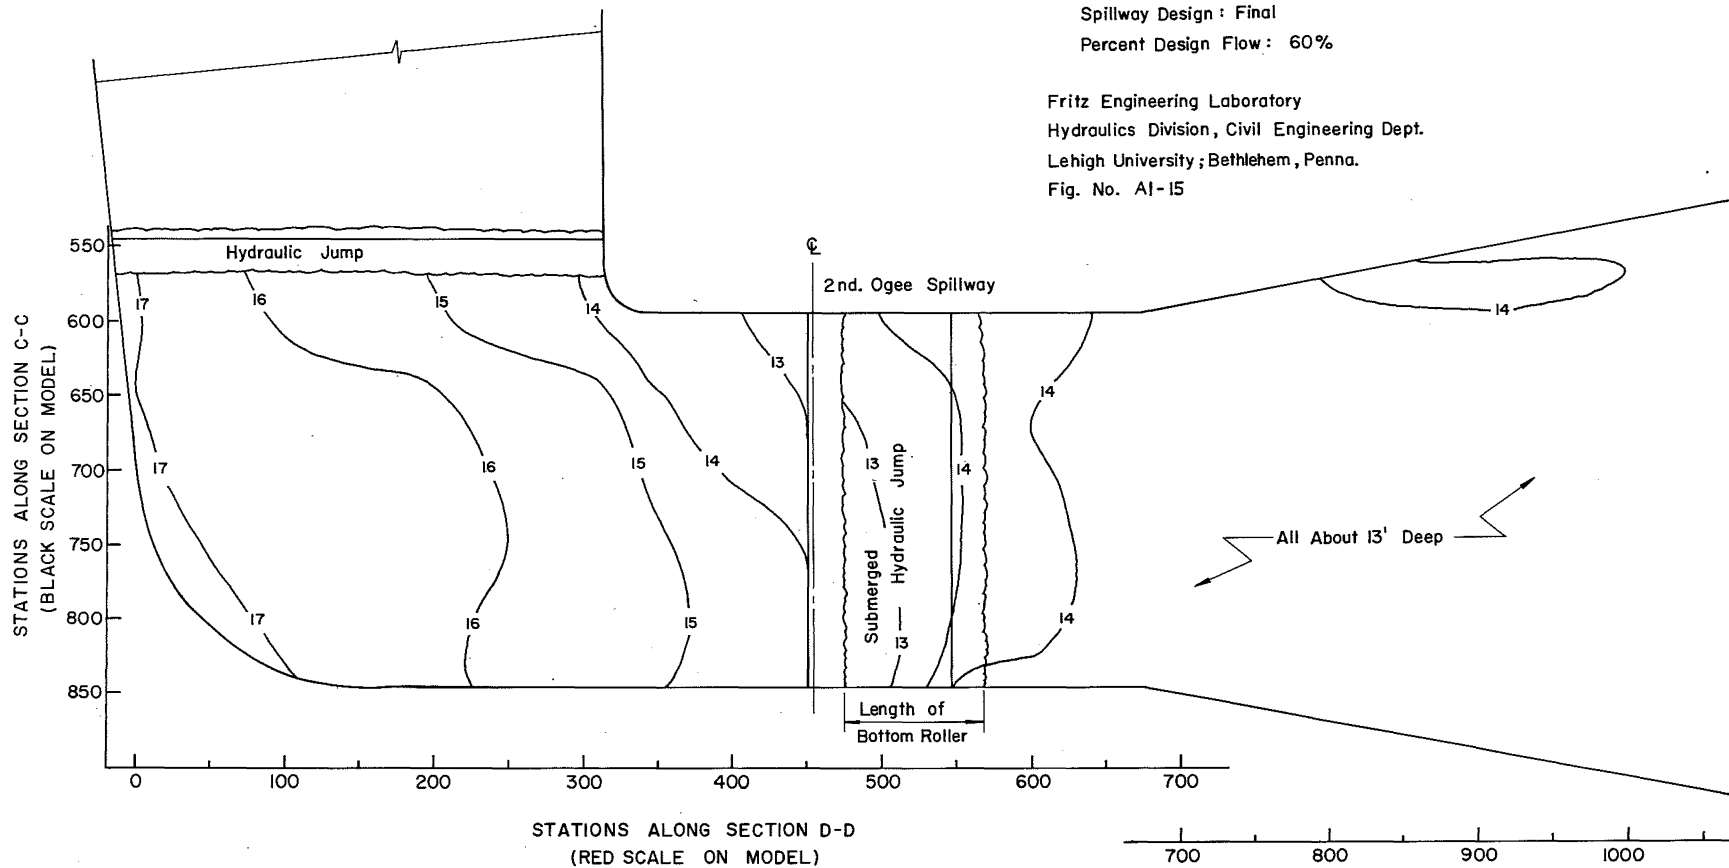 Spillway Design : Final
Percent Design Flow : 60%
Fritz Engineering Laboratory
Hydraulics Division, Civil Engineering Dept.
Lehigh University; Bethlehem, Penna.
Fig. No. A1-15
Hydraulic Jump
℄
2nd. Ogee Spillway
17
16
15
14
13
14
14
14
17
16
15
14
13
14
17
16
15
13
14
Submerged
Hydraulic Jump
All About 13' Deep
Length of
Bottom Roller
STATIONS ALONG SECTION C-C
(BLACK SCALE ON MODEL)
550
600
650
700
750
800
850
0 100 200 300 400 500 600 700
STATIONS ALONG SECTION D-D
(RED SCALE ON MODEL)
700 800 900 1000